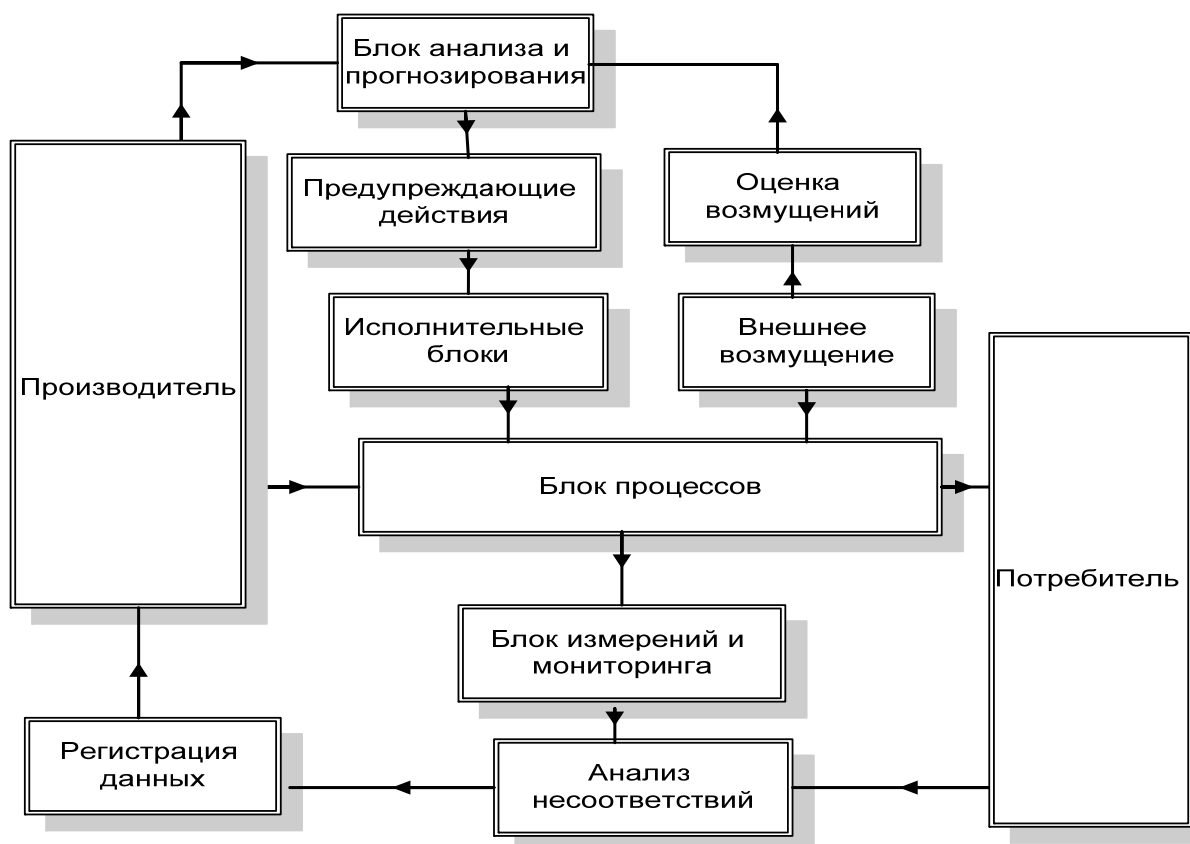 Блок анализа и
прогнозирования
Предупреждающие
действия
Оценка
возмущений
Исполнительные
блоки
Внешнее
возмущение
Производитель
Блок процессов
Потребитель
Блок измерений и
мониторинга
Регистрация
данных
Анализ
несоответствий